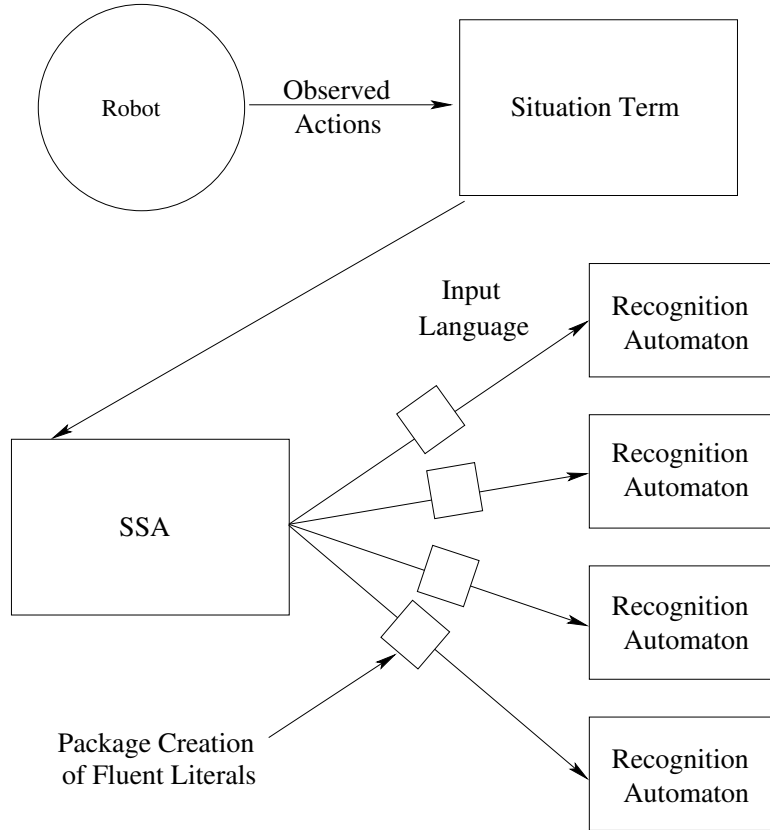 Robot
Observed
Actions
Situation Term
Input
Language
Recognition
Automaton
SSA
Recognition
Automaton
Recognition
Automaton
Package Creation
of Fluent Literals
Recognition
Automaton